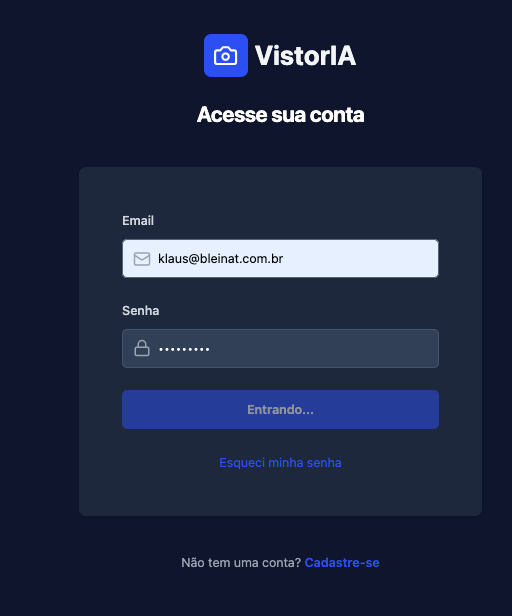 VistorIA
Acesse sua conta
Email
klaus@bleinat.com.br
Senha
•••••••••
Entrando...
Esqueci minha senha
Não tem uma conta? Cadastre-se